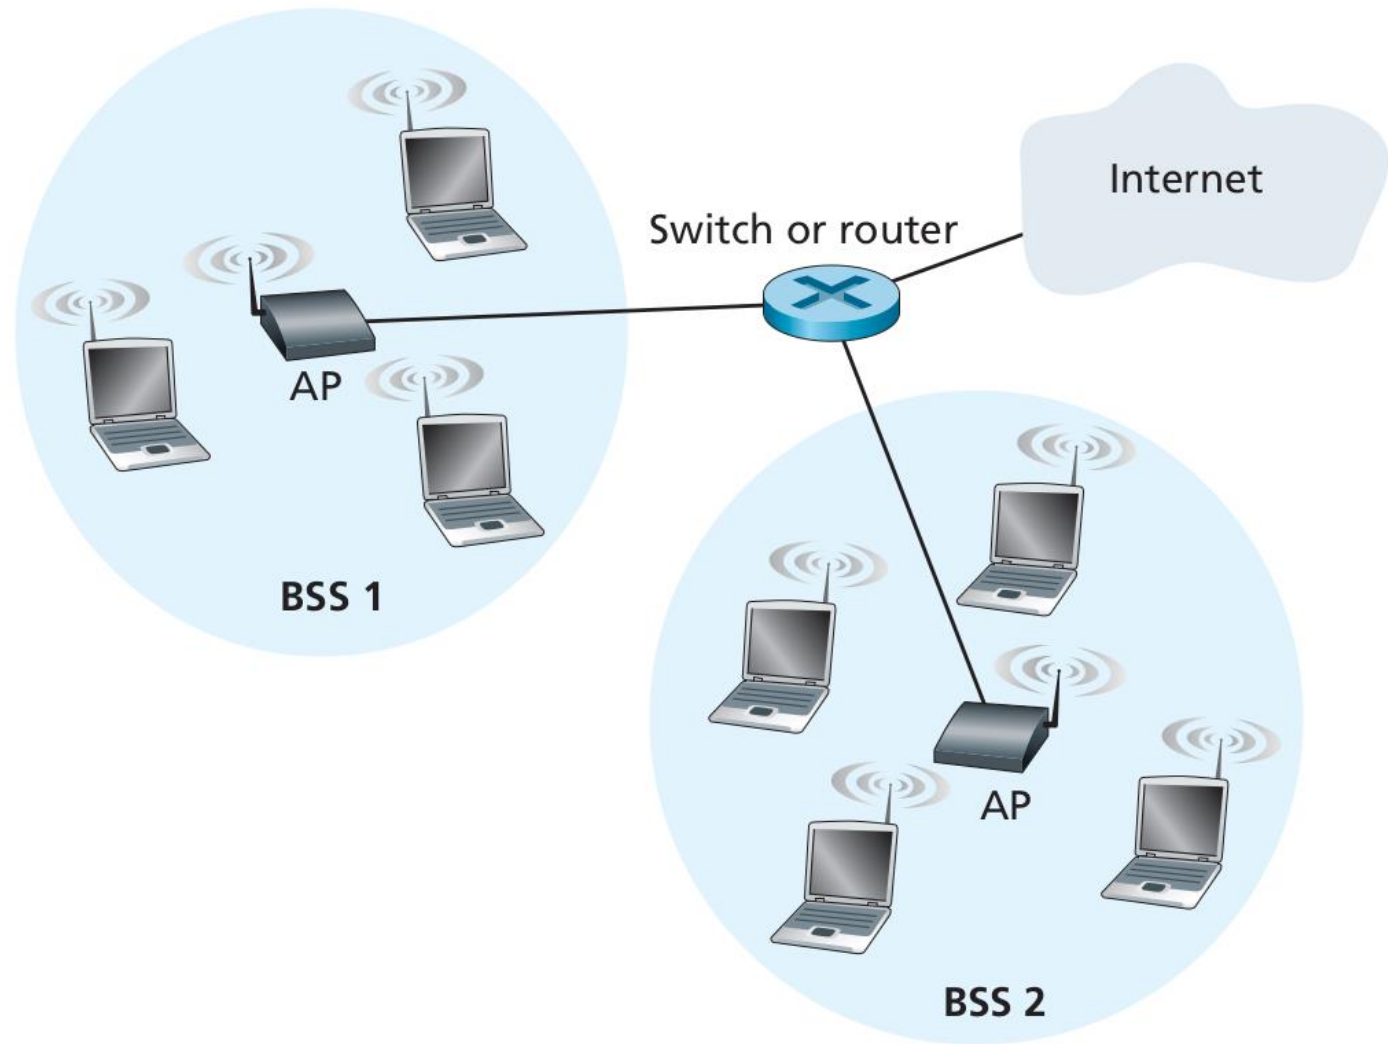 Internet
Switch or router
AP
BSS 1
AP
BSS 2